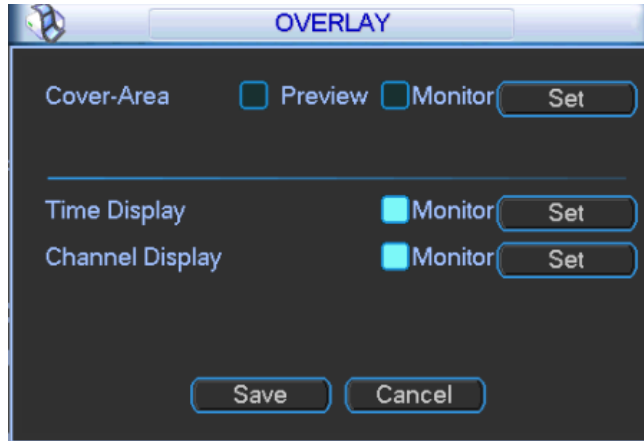 OVERLAY
Cover-Area Preview Monitor Set
Time Display Monitor Set
Channel Display Monitor Set
Save Cancel